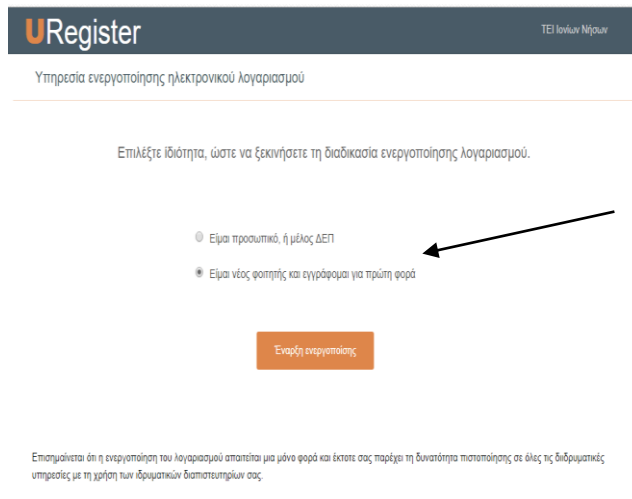 URegister
ΤΕΙ Ιονίων Νήσων
Υπηρεσία ενεργοποίησης ηλεκτρονικού λογαριασμού
Επιλέξτε ιδιότητα, ώστε να ξεκινήσετε τη διαδικασία ενεργοποίησης λογαριασμού.
Είμαι προσωπικό, ή μέλος ΔΕΠ
Είμαι νέος φοιτητής και εγγράφομαι για πρώτη φορά
Έναρξη ενεργοποίσης
Επισημαίνεται ότι η ενεργοποίηση του λογαριασμού απαιτείται μια μόνο φορά και έκτοτε σας παρέχει τη δυνατότητα πιστοποίησης σε όλες τις διιδρυματικές
υπηρεσίες με τη χρήση των ιδρυματικών διαπιστευτηρίων σας.